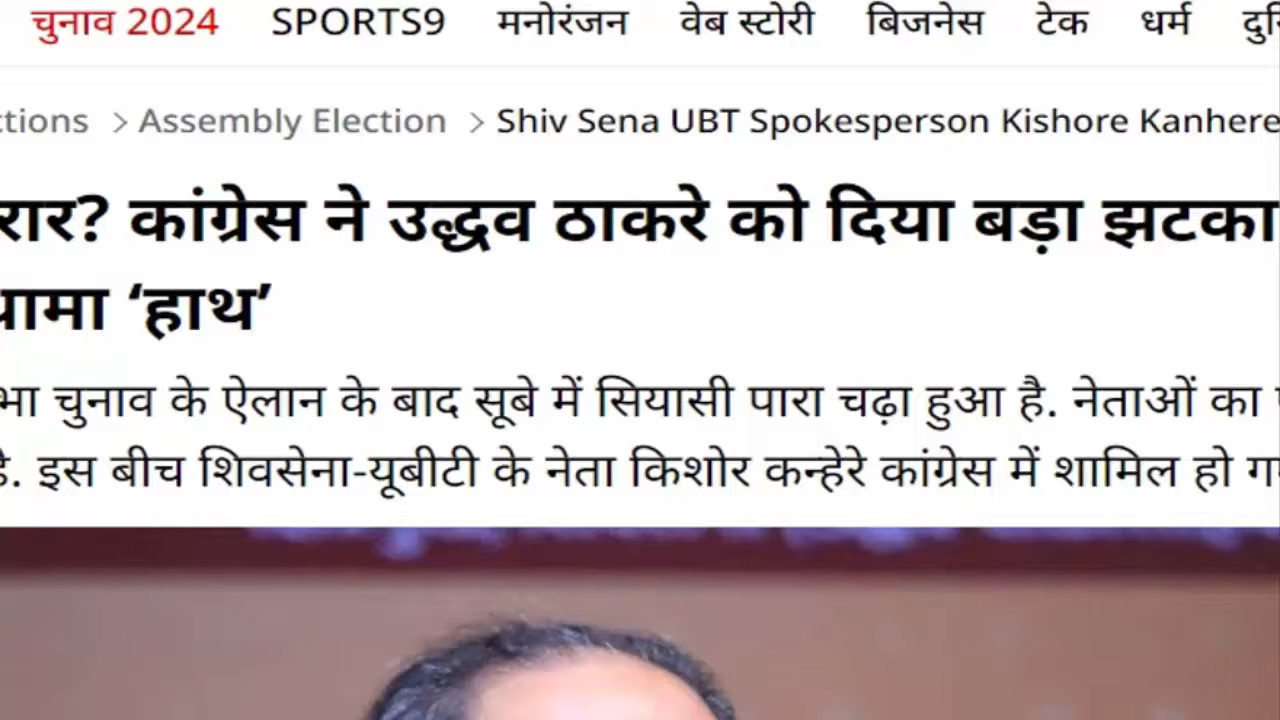 चुनाव 2024 SPORTS9 मनोरंजन वेब स्टोरी बिजनेस टेक धर्म
> Assembly Election > Shiv Sena UBT Spokesperson Kishore Kanhere
कांग्रेस ने उद्धव ठाकरे को दिया बड़ा झटका
‘हाथ’
चुनाव के ऐलान के बाद सूबे में सियासी पारा चढ़ा हुआ है. नेताओं का
इस बीच शिवसेना-यूबीटी के नेता किशोर कन्हेरे कांग्रेस में शामिल हो